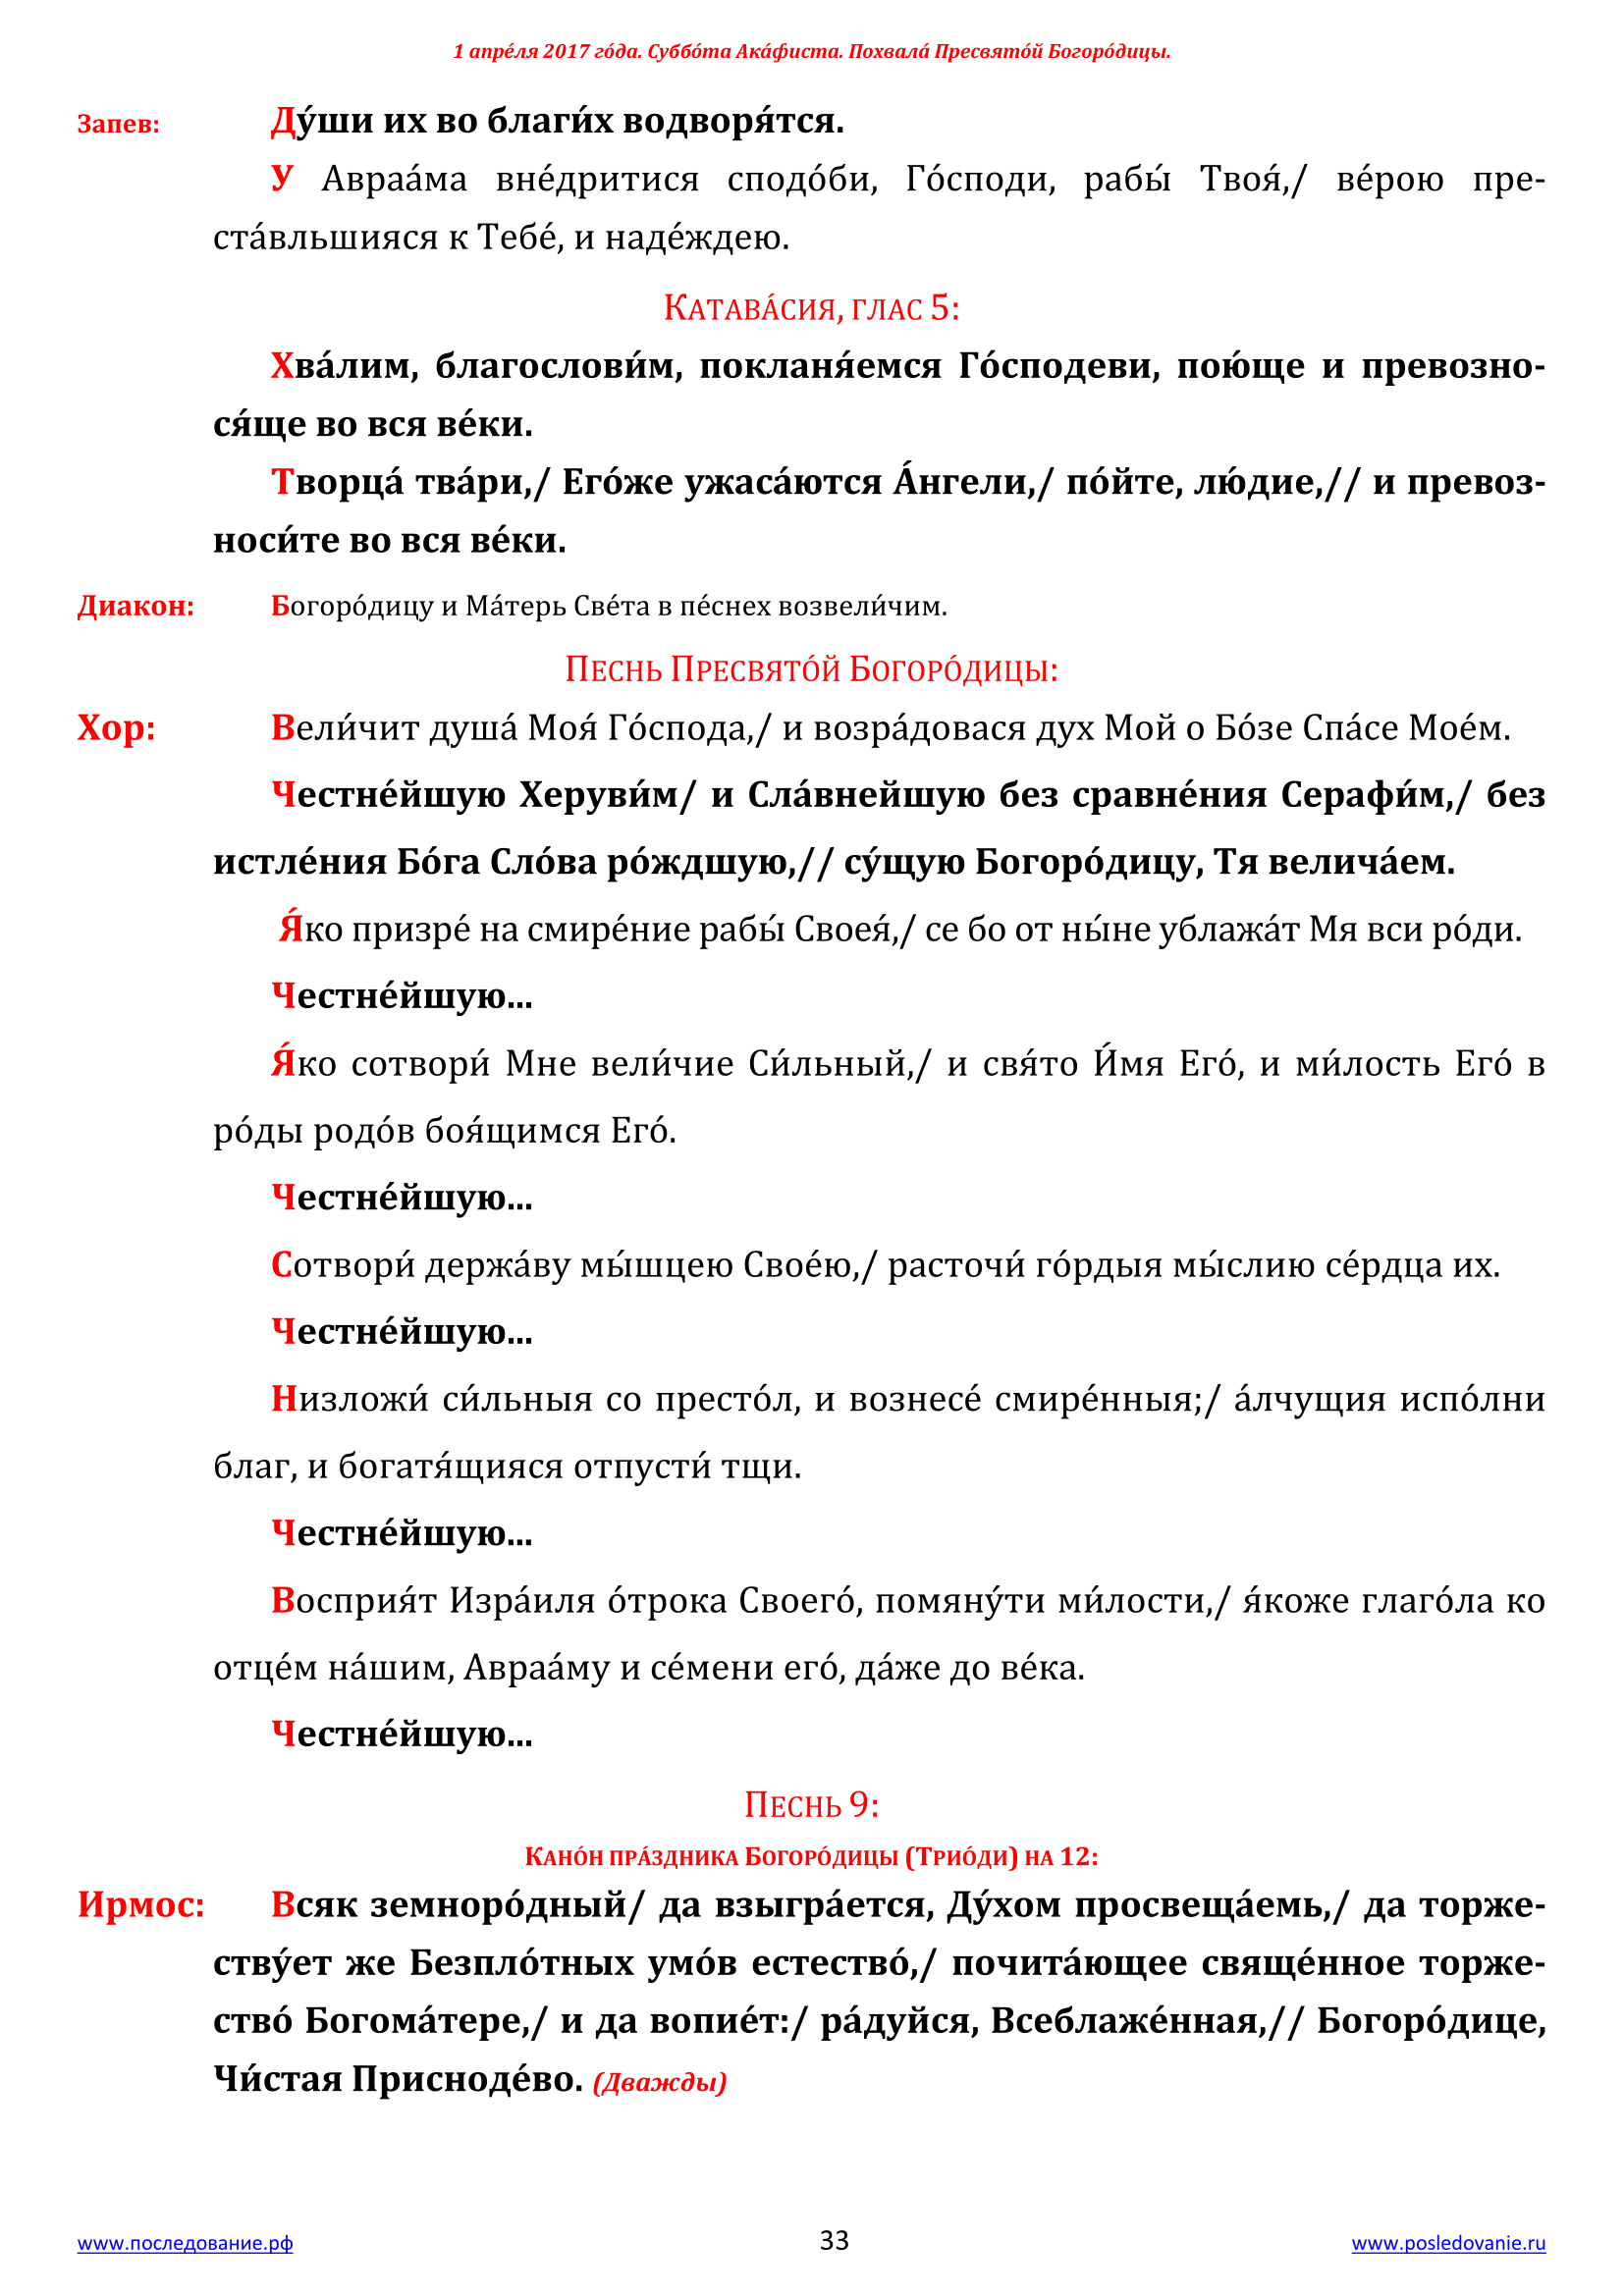 1 апре́ля 2017 го́да. Суббо́та Ака́фиста. Похвала́ Пресвято́й Богоро́дицы.
Запев: Ду́ши их во благи́х водворя́тся.
У Авраа́ма вне́дритися сподо́би, Го́споди, рабы́ Твоя́,/ ве́рою пре-
ста́вльшияся к Тебе́, и наде́ждею.
Катава́сия, глас 5:
Хва́лим, благослови́м, покланя́емся Го́сподеви, пою́ще и превозно-
ся́ще во вся ве́ки.
Творца́ тва́ри,/ Его́же ужаса́ются А́нгели,/ по́йте, лю́дие,// и превоз-
носи́те во вся ве́ки.
Диакон: Богоро́дицу и Ма́терь Све́та в пе́снех возвели́чим.
Песнь Пресвято́й Богоро́дицы:
Хор: Вели́чит душа́ Моя́ Го́спода,/ и возра́довася дух Мой о Бо́зе Спа́се Мое́м.
Честне́йшую Херуви́м/ и Сла́внейшую без сравне́ния Серафи́м,/ без
истле́ния Бо́га Сло́ва ро́ждшую,// су́щую Богоро́дицу, Тя велича́ем.
Я́ко призре́ на смире́ние рабы́ Своея́,/ се бо от ны́не ублажа́т Мя вси ро́ди.
Честне́йшую...
Я́ко сотвори́ Мне вели́чие Си́льный,/ и свя́то И́мя Его́, и ми́лость Его́ в
ро́ды родо́в боя́щимся Его́.
Честне́йшую...
Сотвори́ держа́ву мы́шцею Свое́ю,/ расточи́ го́рдыя мы́слию се́рдца их.
Честне́йшую...
Низложи́ си́льныя со престо́л, и вознесе́ смире́нныя;/ а́лчущия испо́лни
благ, и богатя́щияся отпусти́ тщи.
Честне́йшую...
Восприя́т Изра́иля о́трока Своего́, помяну́ти ми́лости,/ я́коже глаго́ла ко
отце́м на́шим, Авраа́му и се́мени его́, да́же до ве́ка.
Честне́йшую...
Песнь 9:
Кано́н пра́здника Богоро́дицы (Трио́ди) на 12:
Ирмос: Всяк земноро́дный/ да взыгра́ется, Ду́хом просвеща́емь,/ да торже-
ству́ет же Безпло́тных умо́в естество́,/ почита́ющее свяще́нное торже-
ство́ Богома́тере,/ и да вопие́т:/ ра́дуйся, Всеблаже́нная,// Богоро́дице,
Чи́стая Присноде́во. (Дважды)
www.последование.рф 33 www.posledovanie.ru